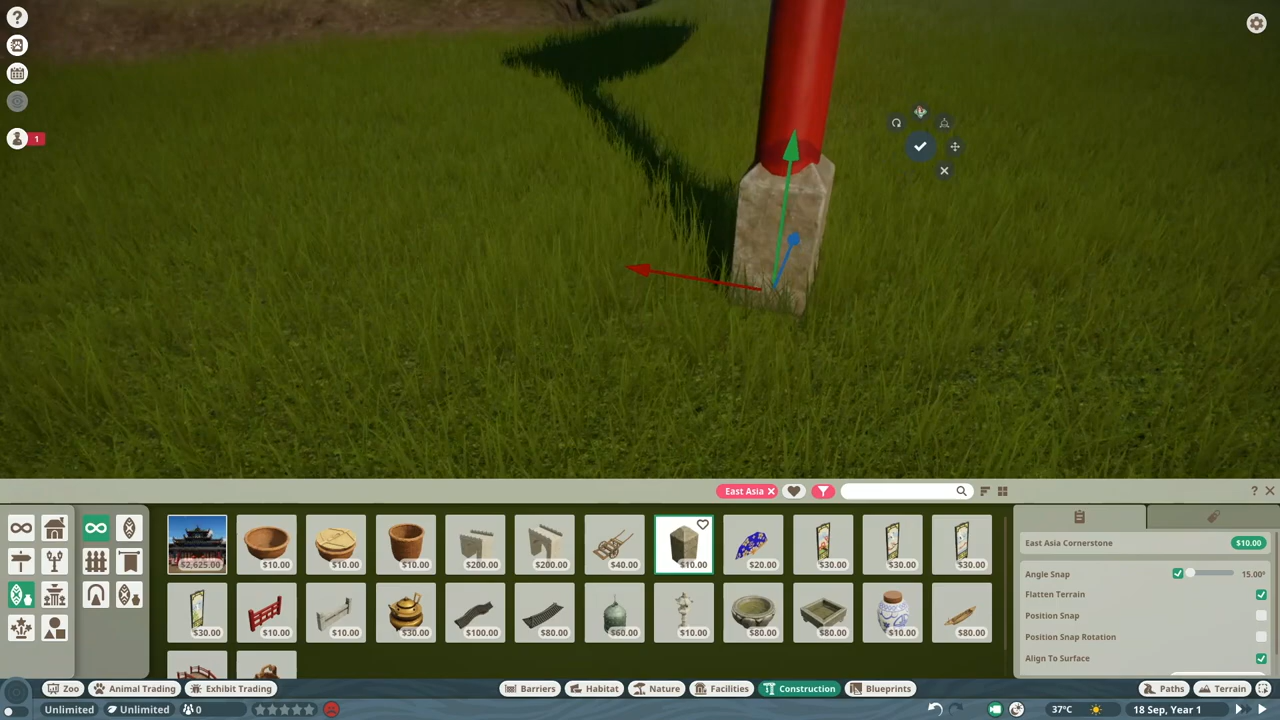 ?
1
East Asia ×
? ×
$2,625.00 $10.00 $10.00 $10.00 $200.00 $200.00 $40.00 $10.00 $20.00 $30.00 $30.00 $30.00
$30.00 $10.00 $10.00 $30.00 $100.00 $80.00 $60.00 $10.00 $80.00 $80.00 $10.00 $80.00
East Asia Cornerstone $10.00
Angle Snap 15.00°
Flatten Terrain
Position Snap
Position Snap Rotation
Align To Surface
Zoo Animal Trading Exhibit Trading Barriers Habitat Nature Facilities Construction Blueprints Paths Terrain
Unlimited Unlimited 0 37°C 18 Sep, Year 1